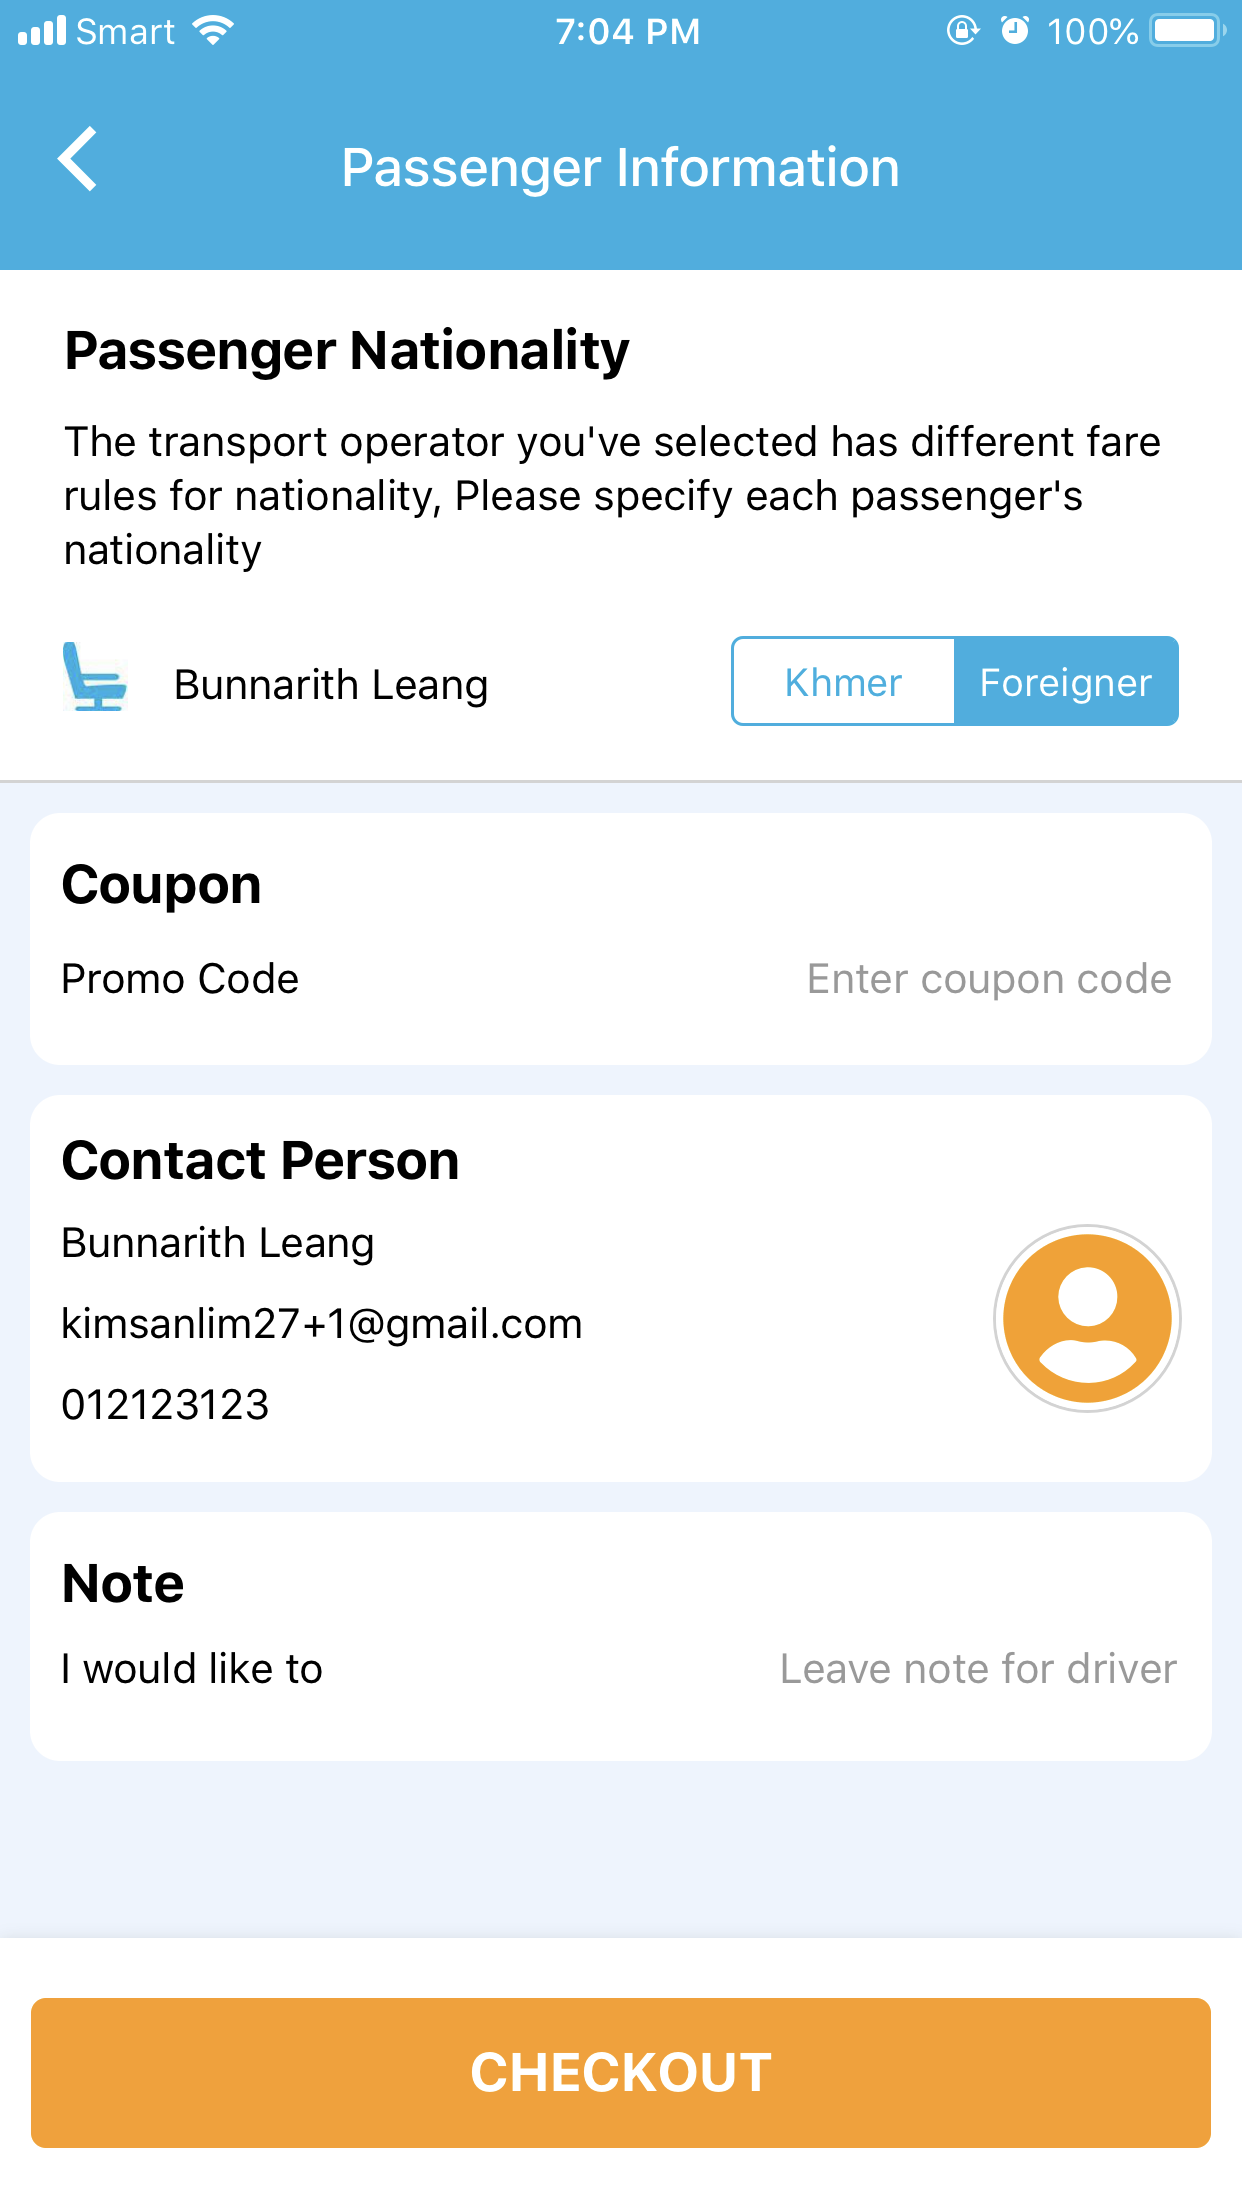 Smart 7:04 PM 100%
Passenger Information
Passenger Nationality
The transport operator you've selected has different fare
rules for nationality, Please specify each passenger's
nationality
Bunnarith Leang Khmer Foreigner
Coupon
Promo Code Enter coupon code
Contact Person
Bunnarith Leang
kimsanlim27+1@gmail.com
012123123
Note
I would like to Leave note for driver
CHECKOUT